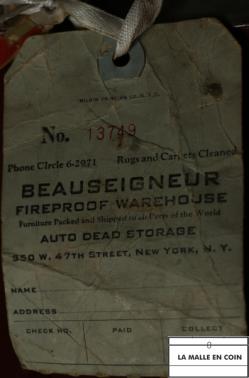 No. 13749
Phone Circle 6-2071 Rugs and Carpets Cleaned
BEAUSEIGNEUR
FIREPROOF WAREHOUSE
Furniture Packed and Shipped to all Parts of the World
AUTO DEAD STORAGE
350 W. 47TH STREET, NEW YORK, N. Y.
NAME
ADDRESS
CHECK NO. PAID COLLECT
LA MALLE EN COIN